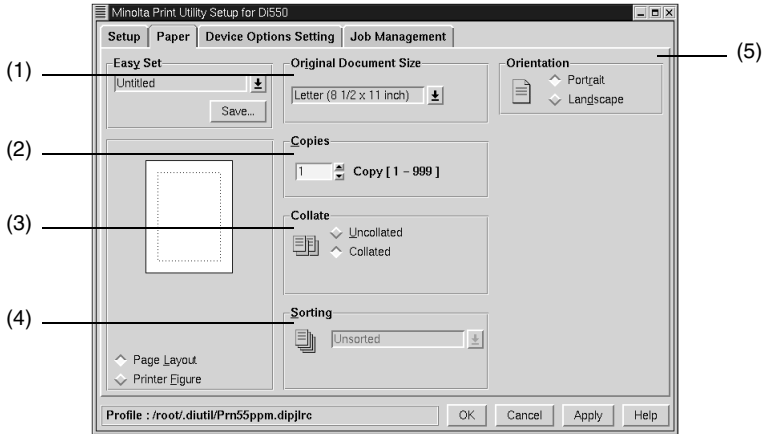 Minolta Print Utility Setup for Di550
Setup Paper Device Options Setting Job Management
(1)
(2)
(3)
(4)
(5)
Easy Set
Untitled
Save...
Page Layout
Printer Figure
Original Document Size
Letter (8 1/2 x 11 inch)
Copies
1 Copy [ 1 – 999 ]
Collate
Uncollated
Collated
Sorting
Unsorted
Orientation
Portrait
Landscape
Profile : /root/.diutil/Prn55ppm.dipjlrc
OK Cancel Apply Help